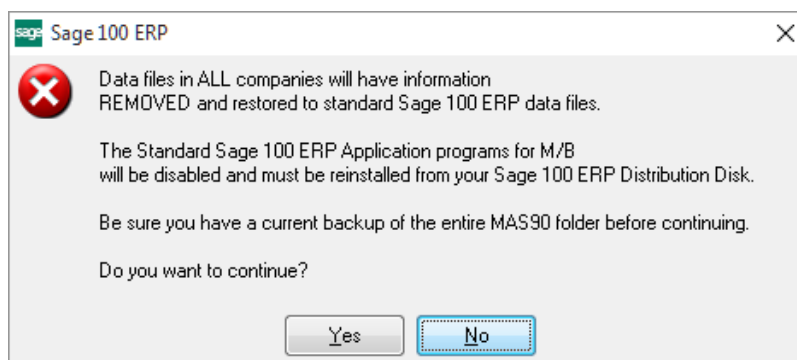 sage Sage 100 ERP
Data files in ALL companies will have information
REMOVED and restored to standard Sage 100 ERP data files.
The Standard Sage 100 ERP Application programs for M/B
will be disabled and must be reinstalled from your Sage 100 ERP Distribution Disk.
Be sure you have a current backup of the entire MAS90 folder before continuing.
Do you want to continue?
Yes No